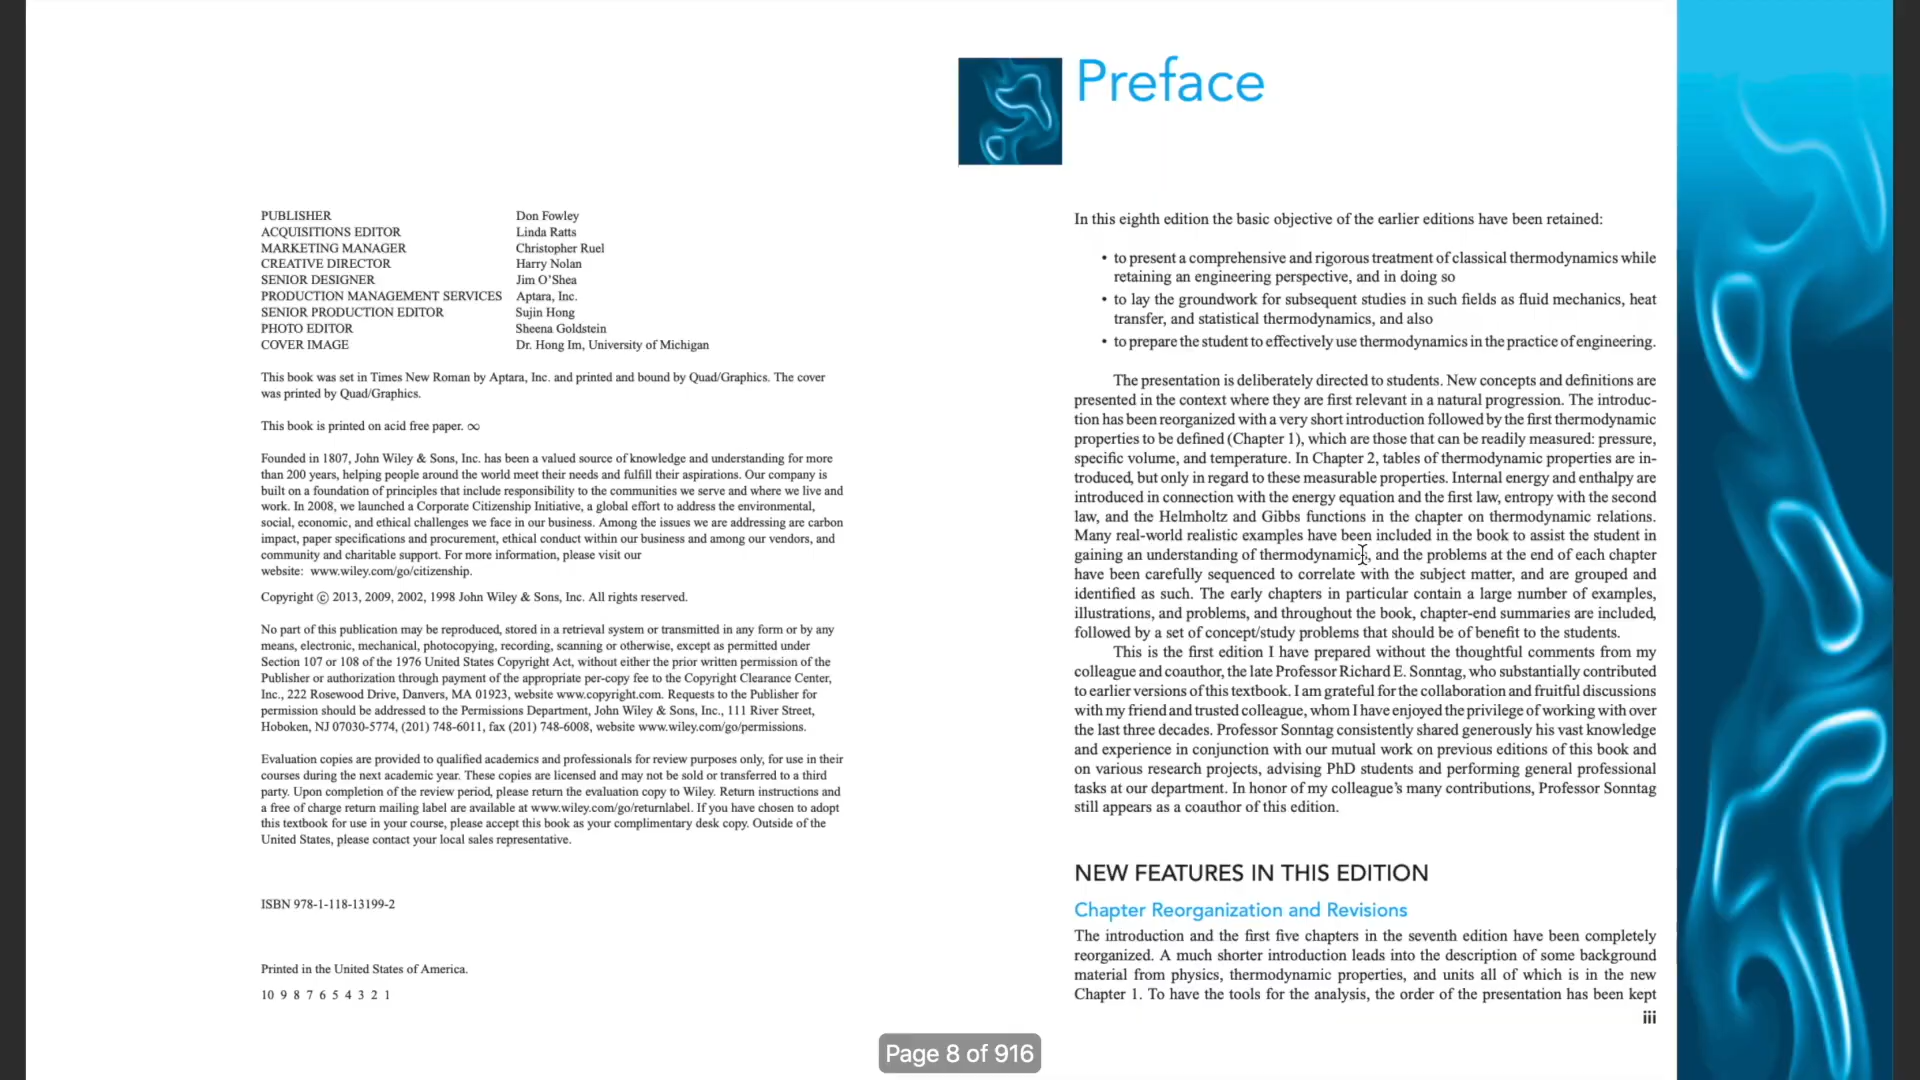 PUBLISHER Don Fowley
ACQUISITIONS EDITOR Linda Ratts
MARKETING MANAGER Christopher Ruel
CREATIVE DIRECTOR Harry Nolan
SENIOR DESIGNER Jim O’Shea
PRODUCTION MANAGEMENT SERVICES Aptara, Inc.
SENIOR PRODUCTION EDITOR Sujin Hong
PHOTO EDITOR Sheena Goldstein
COVER IMAGE Dr. Hong Im, University of Michigan
This book was set in Times New Roman by Aptara, Inc. and printed and bound by Quad/Graphics. The cover
was printed by Quad/Graphics.
This book is printed on acid free paper. ∞
Founded in 1807, John Wiley & Sons, Inc. has been a valued source of knowledge and understanding for more
than 200 years, helping people around the world meet their needs and fulfill their aspirations. Our company is
built on a foundation of principles that include responsibility to the communities we serve and where we live and
work. In 2008, we launched a Corporate Citizenship Initiative, a global effort to address the environmental,
social, economic, and ethical challenges we face in our business. Among the issues we are addressing are carbon
impact, paper specifications and procurement, ethical conduct within our business and among our vendors, and
community and charitable support. For more information, please visit our
website: www.wiley.com/go/citizenship.
Copyright © 2013, 2009, 2002, 1998 John Wiley & Sons, Inc. All rights reserved.
No part of this publication may be reproduced, stored in a retrieval system or transmitted in any form or by any
means, electronic, mechanical, photocopying, recording, scanning or otherwise, except as permitted under
Section 107 or 108 of the 1976 United States Copyright Act, without either the prior written permission of the
Publisher or authorization through payment of the appropriate per-copy fee to the Copyright Clearance Center,
Inc., 222 Rosewood Drive, Danvers, MA 01923, website www.copyright.com. Requests to the Publisher for
permission should be addressed to the Permissions Department, John Wiley & Sons, Inc., 111 River Street,
Hoboken, NJ 07030-5774, (201) 748-6011, fax (201) 748-6008, website www.wiley.com/go/permissions.
Evaluation copies are provided to qualified academics and professionals for review purposes only, for use in their
courses during the next academic year. These copies are licensed and may not be sold or transferred to a third
party. Upon completion of the review period, please return the evaluation copy to Wiley. Return instructions and
a free of charge return mailing label are available at www.wiley.com/go/returnlabel. If you have chosen to adopt
this textbook for use in your course, please accept this book as your complimentary desk copy. Outside of the
United States, please contact your local sales representative.
ISBN 978-1-118-13199-2
Printed in the United States of America.
10 9 8 7 6 5 4 3 2 1
Preface
In this eighth edition the basic objective of the earlier editions have been retained:
• to present a comprehensive and rigorous treatment of classical thermodynamics while
retaining an engineering perspective, and in doing so
• to lay the groundwork for subsequent studies in such fields as fluid mechanics, heat
transfer, and statistical thermodynamics, and also
• to prepare the student to effectively use thermodynamics in the practice of engineering.
The presentation is deliberately directed to students. New concepts and definitions are
presented in the context where they are first relevant in a natural progression. The introduc-
tion has been reorganized with a very short introduction followed by the first thermodynamic
properties to be defined (Chapter 1), which are those that can be readily measured: pressure,
specific volume, and temperature. In Chapter 2, tables of thermodynamic properties are in-
troduced, but only in regard to these measurable properties. Internal energy and enthalpy are
introduced in connection with the energy equation and the first law, entropy with the second
law, and the Helmholtz and Gibbs functions in the chapter on thermodynamic relations.
Many real-world realistic examples have been included in the book to assist the student in
gaining an understanding of thermodynamics, and the problems at the end of each chapter
have been carefully sequenced to correlate with the subject matter, and are grouped and
identified as such. The early chapters in particular contain a large number of examples,
illustrations, and problems, and throughout the book, chapter-end summaries are included,
followed by a set of concept/study problems that should be of benefit to the students.
This is the first edition I have prepared without the thoughtful comments from my
colleague and coauthor, the late Professor Richard E. Sonntag, who substantially contributed
to earlier versions of this textbook. I am grateful for the collaboration and fruitful discussions
with my friend and trusted colleague, whom I have enjoyed the privilege of working with over
the last three decades. Professor Sonntag consistently shared generously his vast knowledge
and experience in conjunction with our mutual work on previous editions of this book and
on various research projects, advising PhD students and performing general professional
tasks at our department. In honor of my colleague’s many contributions, Professor Sonntag
still appears as a coauthor of this edition.
NEW FEATURES IN THIS EDITION
Chapter Reorganization and Revisions
The introduction and the first five chapters in the seventh edition have been completely
reorganized. A much shorter introduction leads into the description of some background
material from physics, thermodynamic properties, and units all of which is in the new
Chapter 1. To have the tools for the analysis, the order of the presentation has been kept
iii
Page 8 of 916